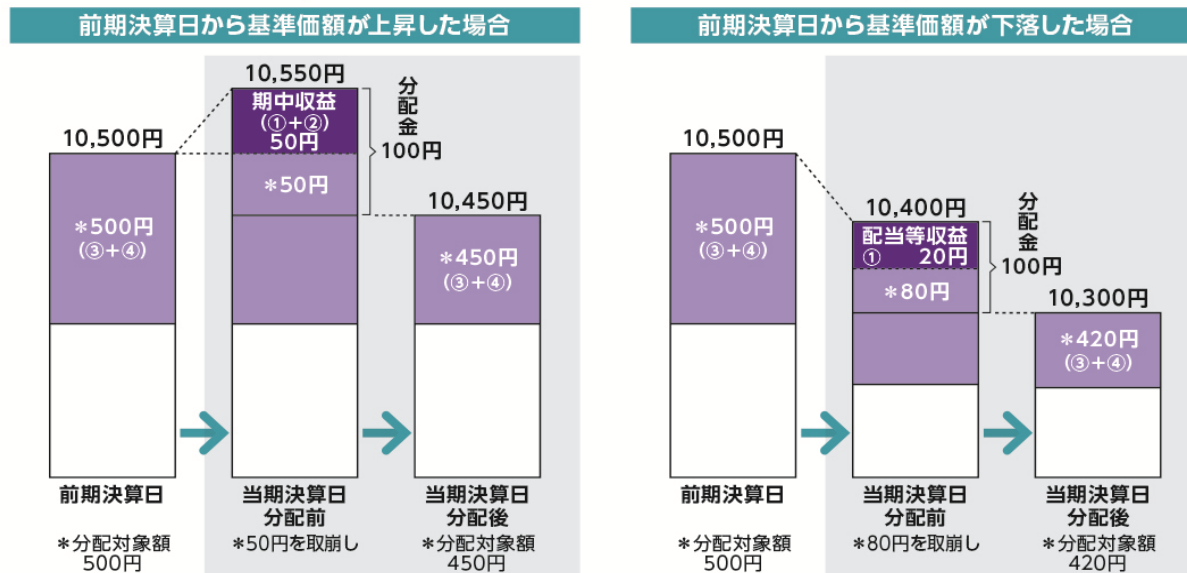 前期決算日から基準価額が上昇した場合
10,550円
期中収益
(①+②)
50円
分配金
100円
10,500円
*50円
10,450円
*500円
(③+④)
*450円
(③+④)
前期決算日
当期決算日
分配前
当期決算日
分配後
*分配対象額
500円
*50円を取崩し
*分配対象額
450円
前期決算日から基準価額が下落した場合
10,500円
10,400円
配当等収益
① 20円
分配金
100円
*500円
(③+④)
*80円
10,300円
*420円
(③+④)
前期決算日
当期決算日
分配前
当期決算日
分配後
*分配対象額
500円
*80円を取崩し
*分配対象額
420円